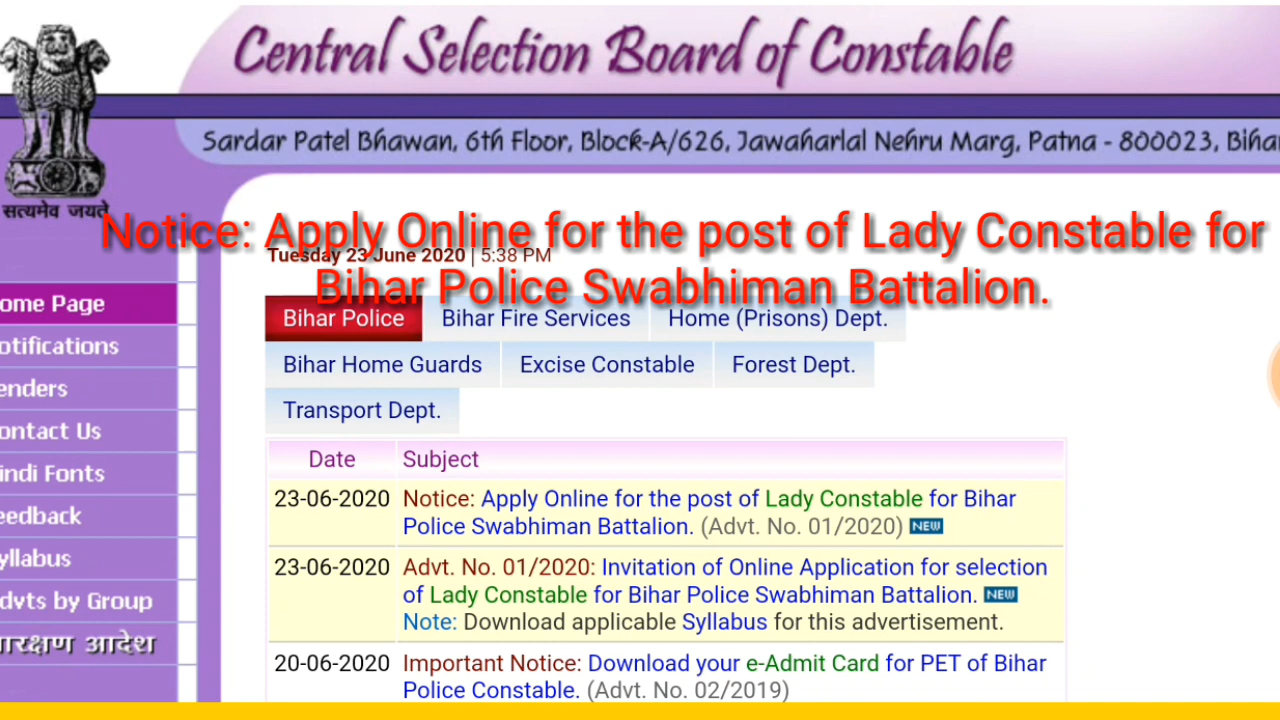 Central Selection Board of Constable
Sardar Patel Bhawan, 6th Floor, Block-A/626, Jawaharlal Nehru Marg, Patna - 800023, Biha
सत्यमेव जयते
Notice: Apply Online for the post of Lady Constable for
Bihar Police Swabhiman Battalion.
Tuesday 23 June 2020 | 5:38 PM
ome Page
otifications
enders
ontact Us
indi Fonts
eedback
yllabus
dvts by Group
ारक्षण आदेश
Bihar Police Bihar Fire Services Home (Prisons) Dept.
Bihar Home Guards Excise Constable Forest Dept.
Transport Dept.
Date Subject
23-06-2020 Notice: Apply Online for the post of Lady Constable for Bihar
Police Swabhiman Battalion. (Advt. No. 01/2020) NEW
23-06-2020 Advt. No. 01/2020: Invitation of Online Application for selection
of Lady Constable for Bihar Police Swabhiman Battalion. NEW
Note: Download applicable Syllabus for this advertisement.
20-06-2020 Important Notice: Download your e-Admit Card for PET of Bihar
Police Constable. (Advt. No. 02/2019)